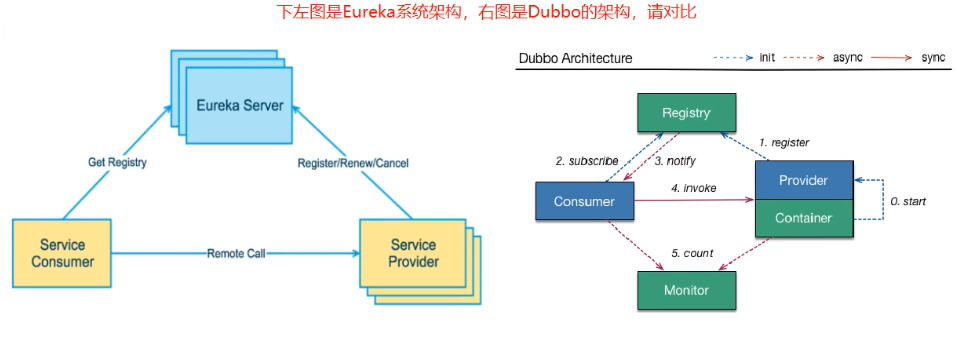 下左图是Eureka系统架构，右图是Dubbo的架构，请对比
Eureka Server
Get Registry
Register/Renew/Cancel
Service
Consumer
Remote Call
Service
Provider
Dubbo Architecture
init
async
sync
Registry
1. register
2. subscribe
3. notify
Provider
Consumer
4. invoke
0. start
Container
5. count
Monitor